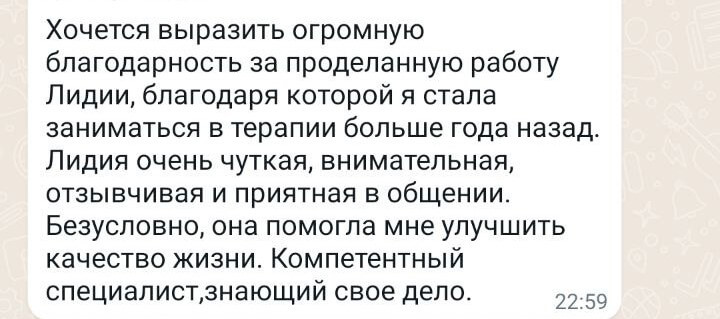 Хочется выразить огромную
благодарность за проделанную работу
Лидии, благодаря которой я стала
заниматься в терапии больше года назад.
Лидия очень чуткая, внимательная,
отзывчивая и приятная в общении.
Безусловно, она помогла мне улучшить
качество жизни. Компетентный
специалист,знающий свое дело.
22:59